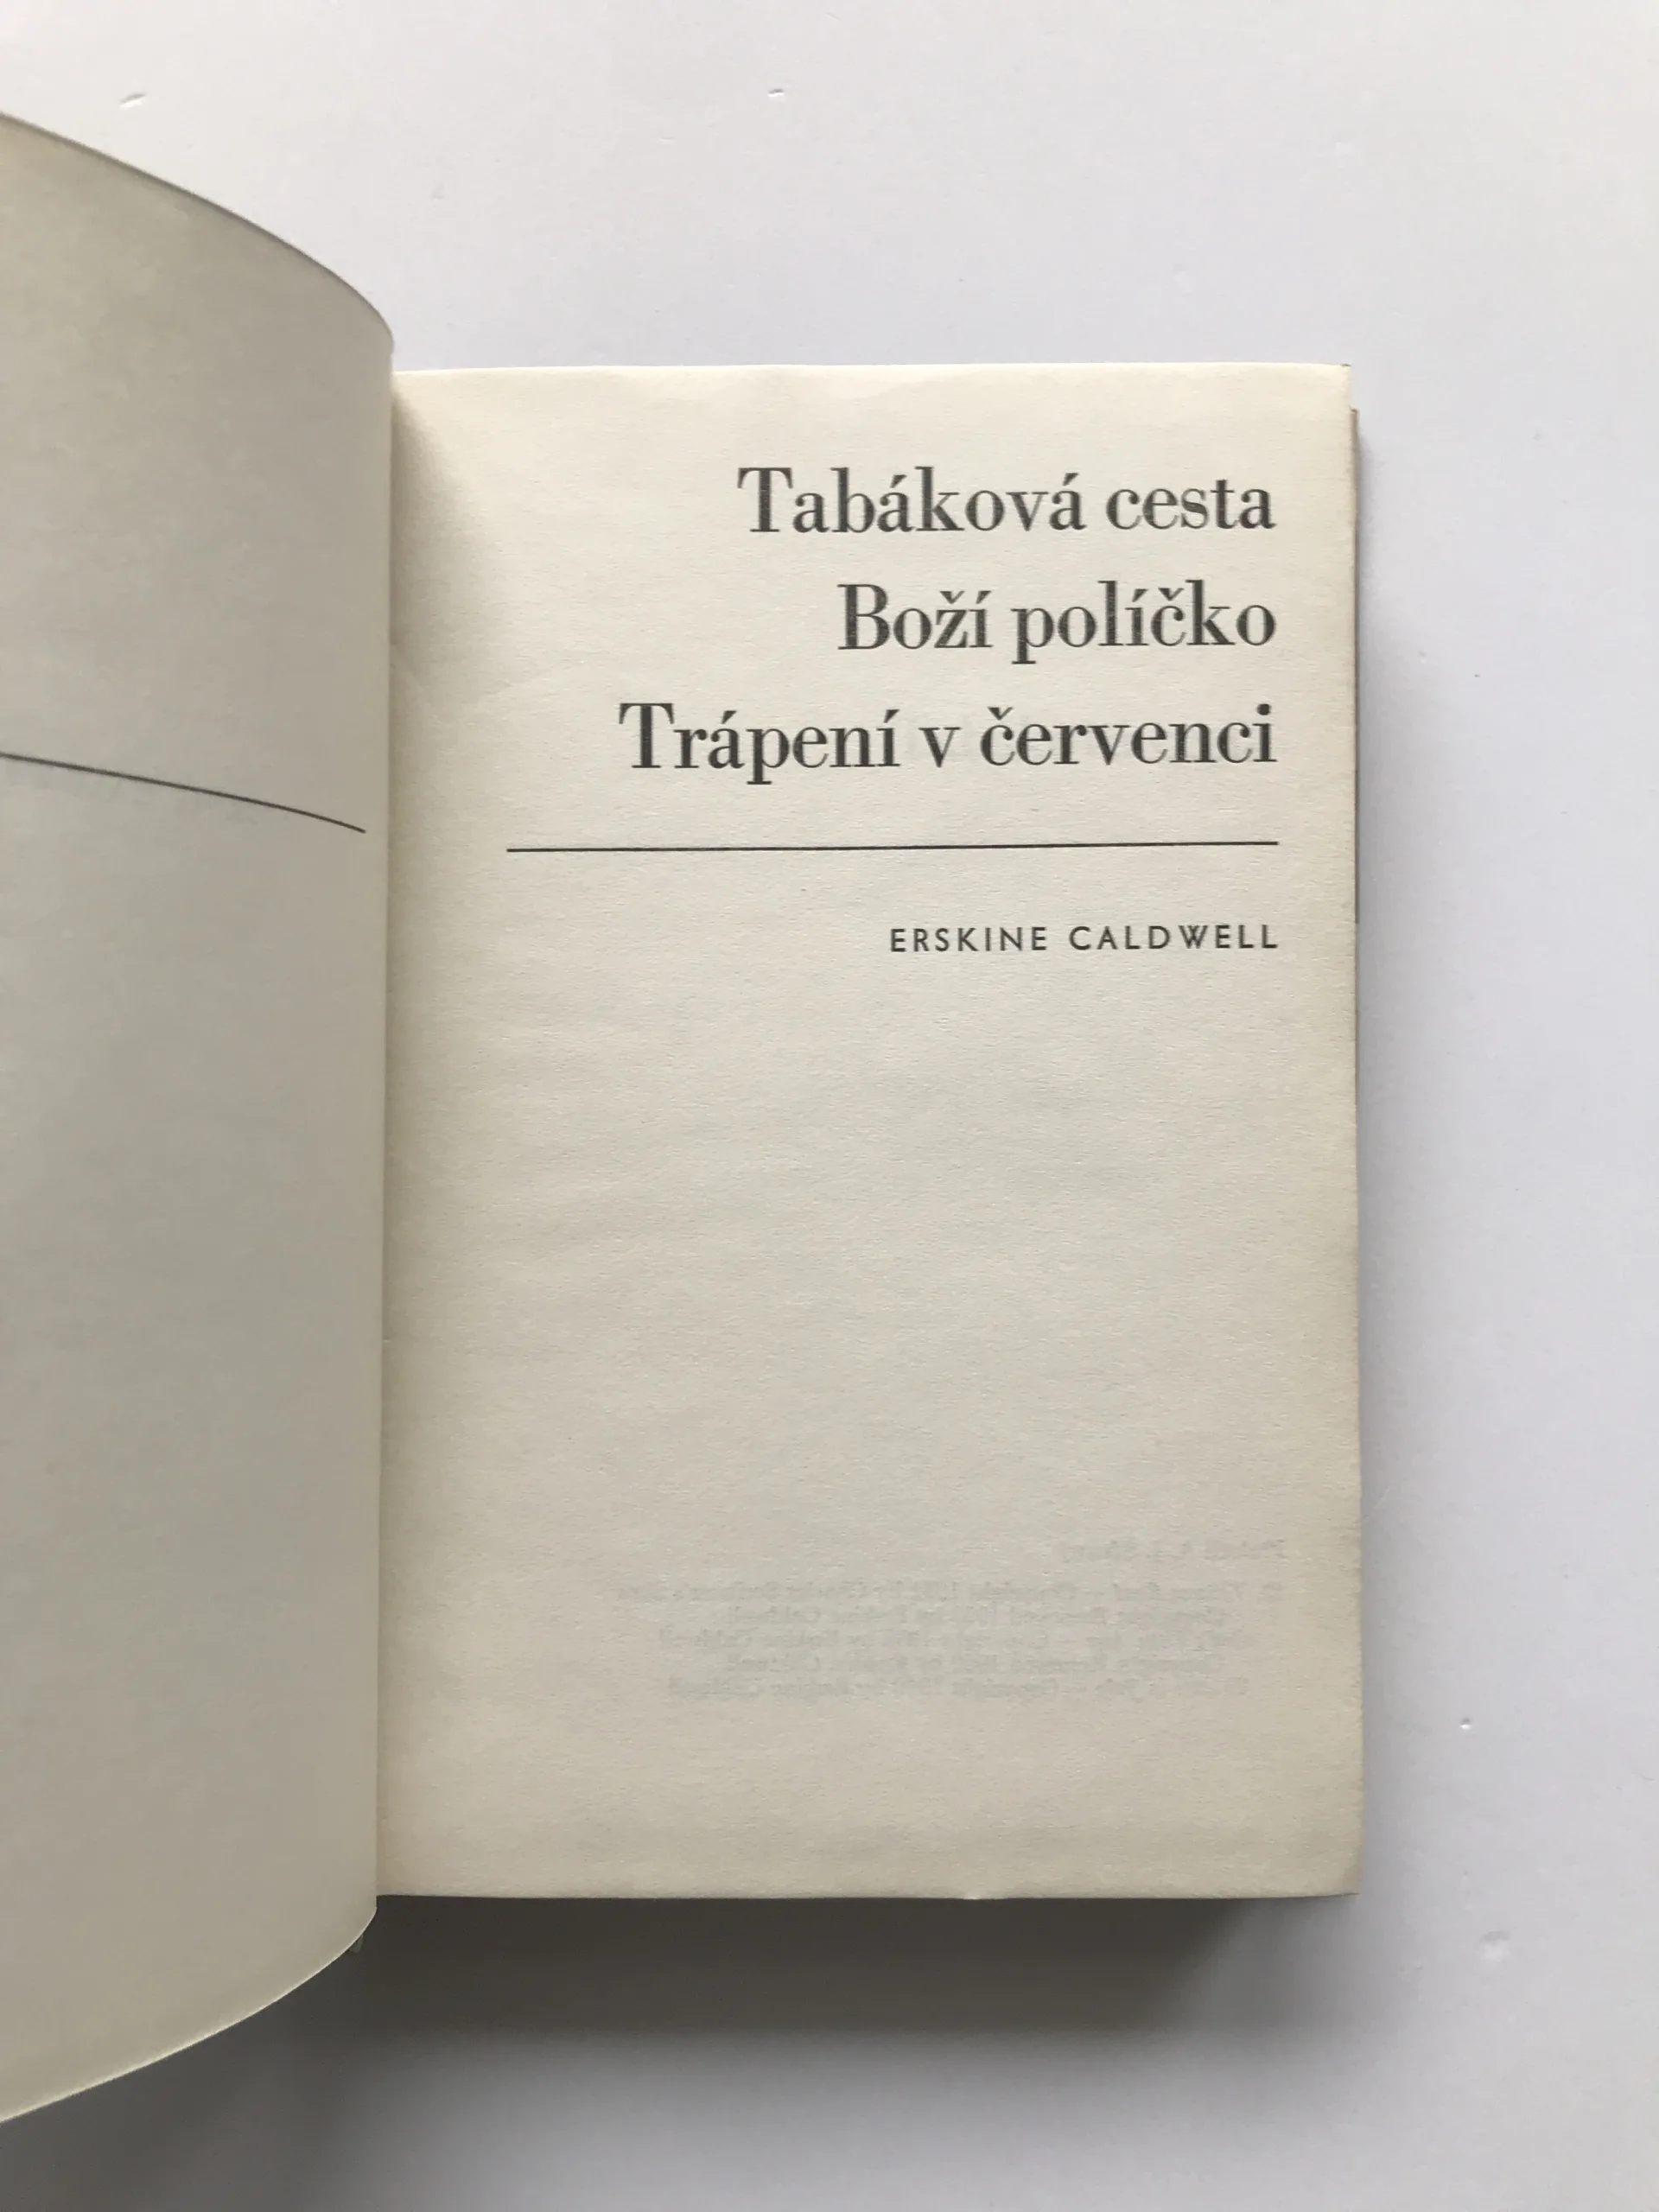 Tabáková cesta
Boží políčko
Trápení v červenci
ERSKINE CALDWELL